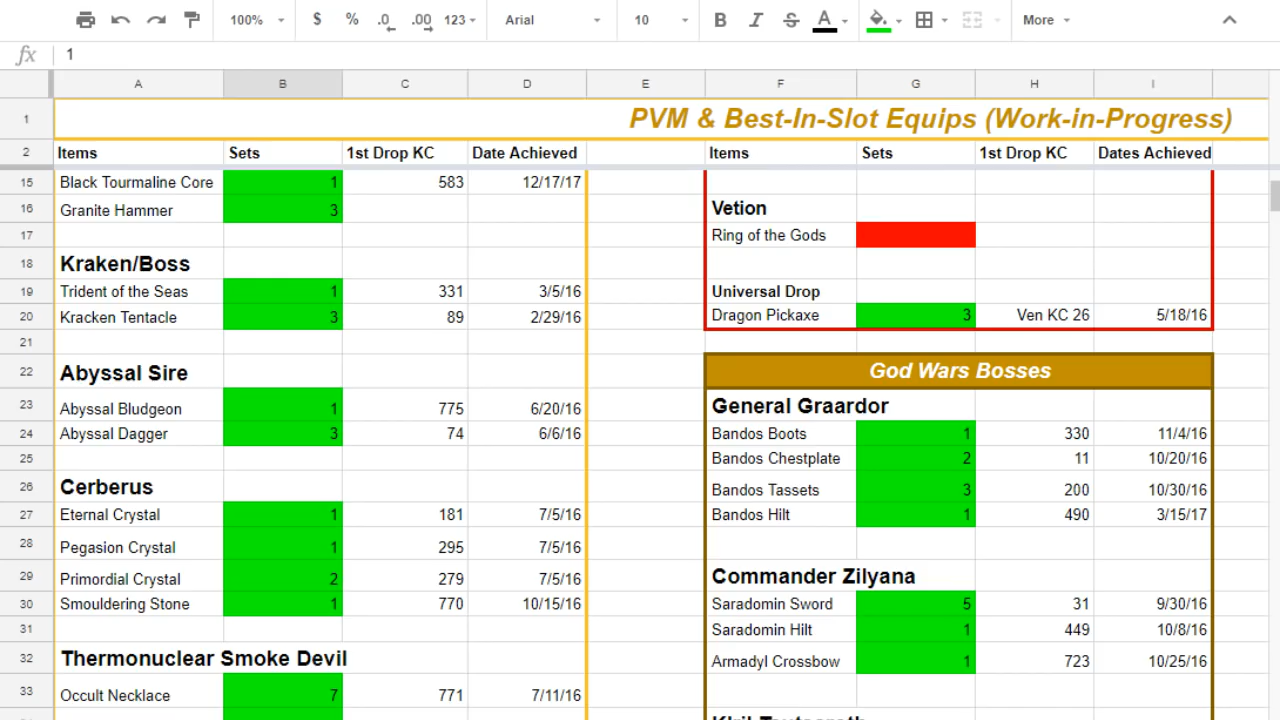 100% $ % .0 .00 123 Arial 10 B I S A More
fx 1
A B C D E F G H I
1 PVM & Best-In-Slot Equips (Work-in-Progress)
2 Items Sets 1st Drop KC Date Achieved Items Sets 1st Drop KC Dates Achieved
15 Black Tourmaline Core 1 583 12/17/17
16 Granite Hammer 3 Vetion
17 Ring of the Gods
18 Kraken/Boss
19 Trident of the Seas 1 331 3/5/16 Universal Drop
20 Kracken Tentacle 3 89 2/29/16 Dragon Pickaxe 3 Ven KC 26 5/18/16
21
22 Abyssal Sire God Wars Bosses
23 Abyssal Bludgeon 1 775 6/20/16 General Graardor
24 Abyssal Dagger 3 74 6/6/16 Bandos Boots 1 330 11/4/16
25 Bandos Chestplate 2 11 10/20/16
26 Cerberus Bandos Tassets 3 200 10/30/16
27 Eternal Crystal 1 181 7/5/16 Bandos Hilt 1 490 3/15/17
28 Pegasion Crystal 1 295 7/5/16
29 Primordial Crystal 2 279 7/5/16 Commander Zilyana
30 Smouldering Stone 1 770 10/15/16 Saradomin Sword 5 31 9/30/16
31 Saradomin Hilt 1 449 10/8/16
32 Thermonuclear Smoke Devil Armadyl Crossbow 1 723 10/25/16
33 Occult Necklace 7 771 7/11/16